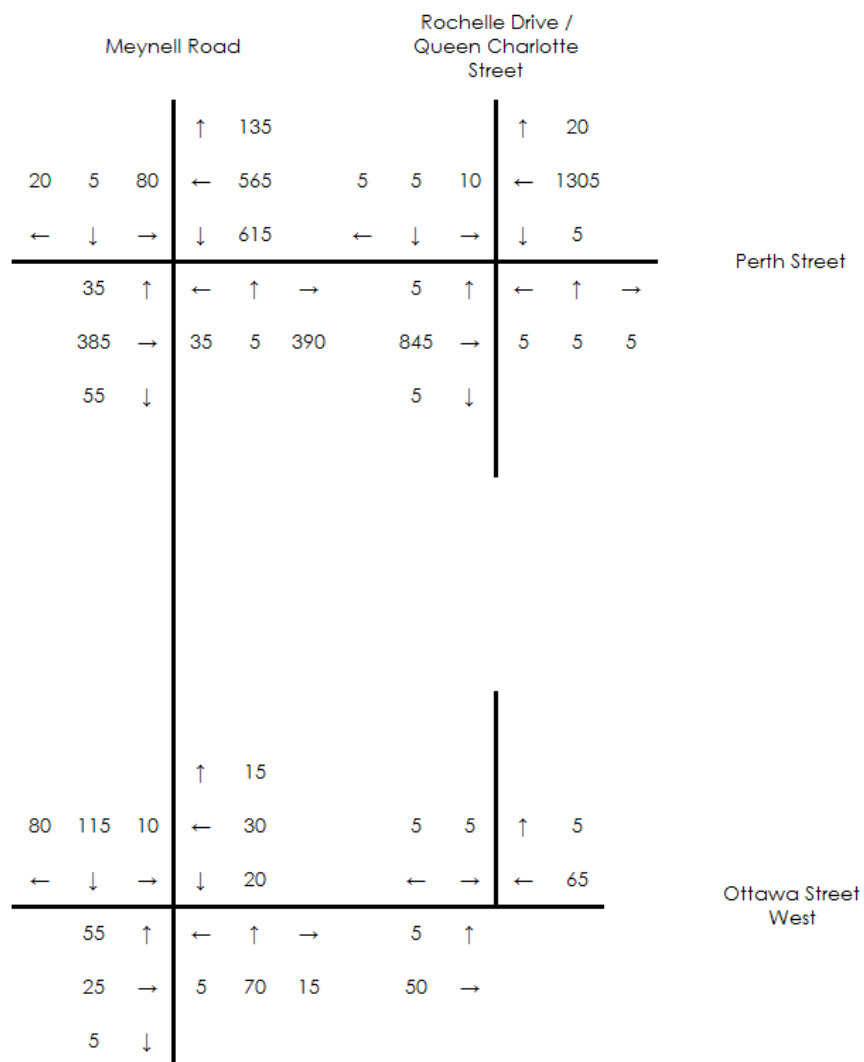 Meynell Road
Rochelle Drive /
Queen Charlotte
Street
↑ 135 ↑ 20
20 5 80 ← 565 5 5 10 ← 1305
← ↓ → ↓ 615 ← ↓ → ↓ 5
Perth Street
35 ↑ ← ↑ → 5 ↑ ← ↑ →
385 → 35 5 390 845 → 5 5 5
55 ↓ 5 ↓
↑ 15
80 115 10 ← 30 5 5 ↑ 5
← ↓ → ↓ 20 ← → ← 65
Ottawa Street
West
55 ↑ ← ↑ → 5 ↑
25 → 5 70 15 50 →
5 ↓